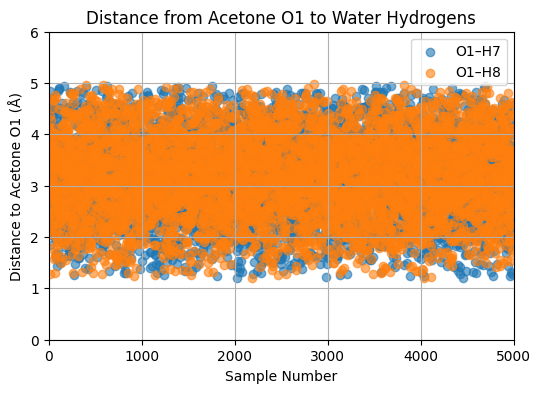 Distance from Acetone O1 to Water Hydrogens
O1–H7
O1–H8
Distance to Acetone O1 (Å)
6
5
4
3
2
1
0
0 1000 2000 3000 4000 5000
Sample Number